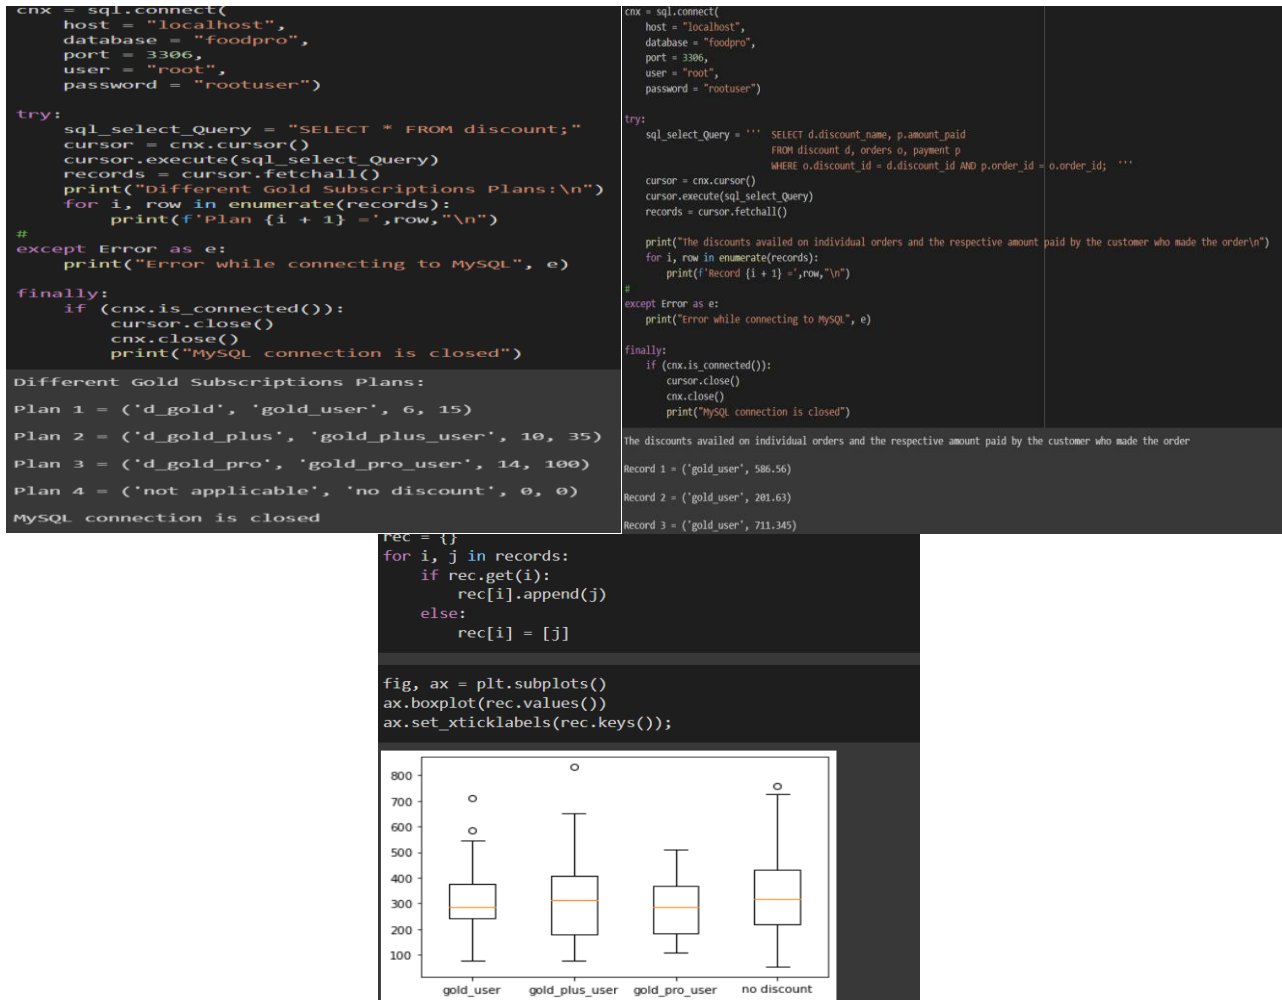 cnx = sql.connect(
    host = "localhost",
    database = "foodpro",
    port = 3306,
    user = "root",
    password = "rootuser")
try:
    sql_select_Query = "SELECT * FROM discount;"
    cursor = cnx.cursor()
    cursor.execute(sql_select_Query)
    records = cursor.fetchall()
    print("Different Gold Subscriptions Plans:\n")
    for i, row in enumerate(records):
        print(f'Plan {i + 1} =',row,"\n")
#
except Error as e:
    print("Error while connecting to MySQL", e)
finally:
    if (cnx.is_connected()):
        cursor.close()
        cnx.close()
        print("MySQL connection is closed")
Different Gold Subscriptions Plans:
Plan 1 = ('d_gold', 'gold_user', 6, 15)
Plan 2 = ('d_gold_plus', 'gold_plus_user', 10, 35)
Plan 3 = ('d_gold_pro', 'gold_pro_user', 14, 100)
Plan 4 = ('not applicable', 'no discount', 0, 0)
MySQL connection is closed
cnx = sql.connect(
    host = "localhost",
    database = "foodpro",
    port = 3306,
    user = "root",
    password = "rootuser")
try:
    sql_select_Query = '''  SELECT d.discount_name, p.amount_paid
                            FROM discount d, orders o, payment p
                            WHERE o.discount_id = d.discount_id AND p.order_id = o.order_id;  '''
    cursor = cnx.cursor()
    cursor.execute(sql_select_Query)
    records = cursor.fetchall()
    print("The discounts availed on individual orders and the respective amount paid by the customer who made the order\n")
    for i, row in enumerate(records):
        print(f'Record {i + 1} =',row,"\n")
#
except Error as e:
    print("Error while connecting to MySQL", e)
finally:
    if (cnx.is_connected()):
        cursor.close()
        cnx.close()
        print("MySQL connection is closed")
The discounts availed on individual orders and the respective amount paid by the customer who made the order
Record 1 = ('gold_user', 586.56)
Record 2 = ('gold_user', 201.63)
Record 3 = ('gold_user', 711.345)
rec = {}
for i, j in records:
    if rec.get(i):
        rec[i].append(j)
    else:
        rec[i] = [j]
fig, ax = plt.subplots()
ax.boxplot(rec.values())
ax.set_xticklabels(rec.keys());
800
700
600
500
400
300
200
100
gold_user gold_plus_user gold_pro_user no discount